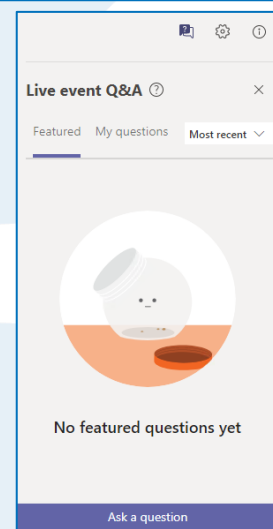 Live event Q&A
Featured My questions Most recent
No featured questions yet
Ask a question